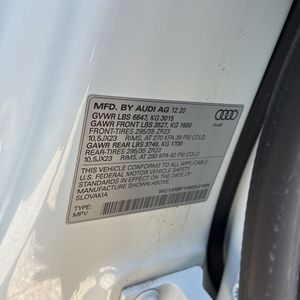 MFD. BY AUDI AG 12 20
GVWR LBS 6647, KG 3015
GAWR FRONT LBS 3527, KG 1600
FRONT-TIRES 295/35 ZR23
10,5JX23 RIMS, AT 270 KPA 39 PSI COLD
GAWR REAR LBS 3748, KG 1700
REAR-TIRES 295/35 ZR23
10,5JX23 RIMS, AT 290 KPA 42 PSI COLD
THIS VEHICLE CONFORMS TO ALL APPLICABLE
U.S. FEDERAL MOTOR VEHICLE SAFETY
STANDARDS IN EFFECT ON THE DATE OF
MANUFACTURE SHOWN ABOVE
SLOVAKIA
TYPE:
MPV
Audi